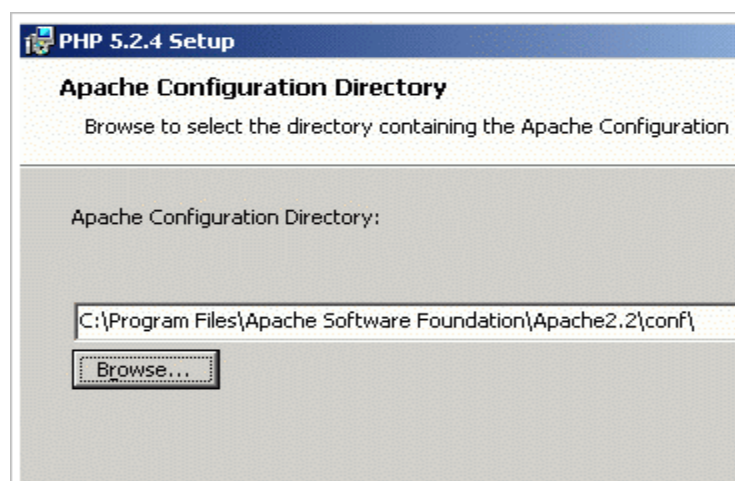 PHP 5.2.4 Setup
Apache Configuration Directory
Browse to select the directory containing the Apache Configuration
Apache Configuration Directory:
C:\Program Files\Apache Software Foundation\Apache2.2\conf\
Browse...